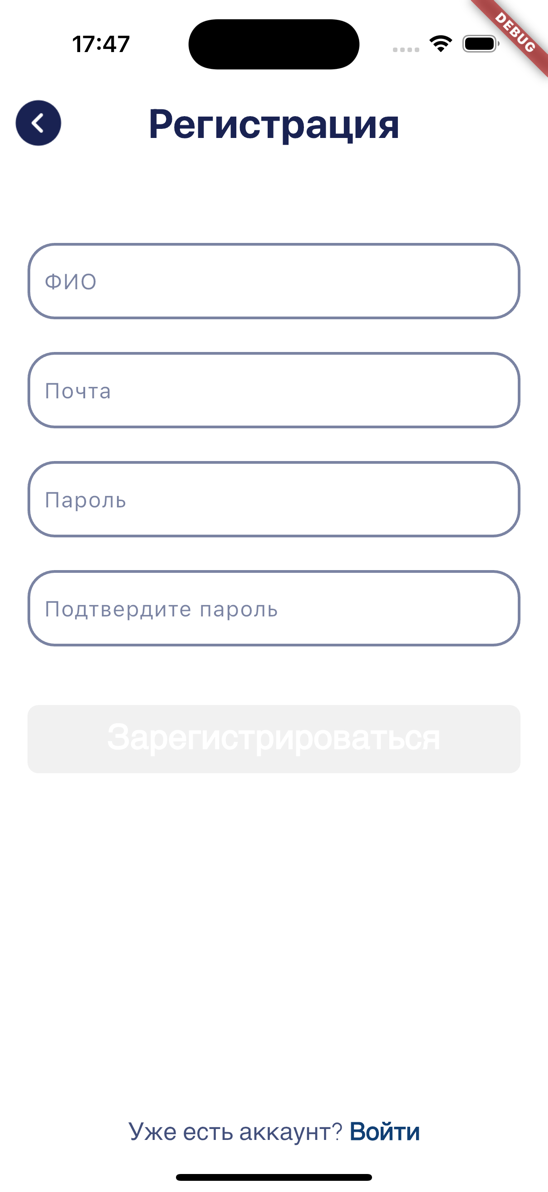 17:47
DEBUG
Регистрация
ФИО
Почта
Пароль
Подтвердите пароль
Зарегистрироваться
Уже есть аккаунт? Войти